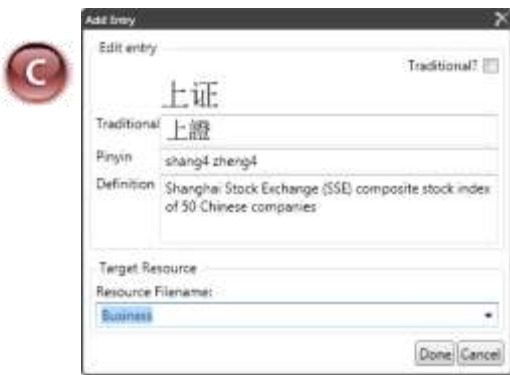 C
Add Entry
Edit entry
Traditional?
上证
Traditional 上證
Pinyin shang4 zheng4
Definition Shanghai Stock Exchange (SSE) composite stock index
of 50 Chinese companies
Target Resource
Resource Filename:
Business
Done Cancel